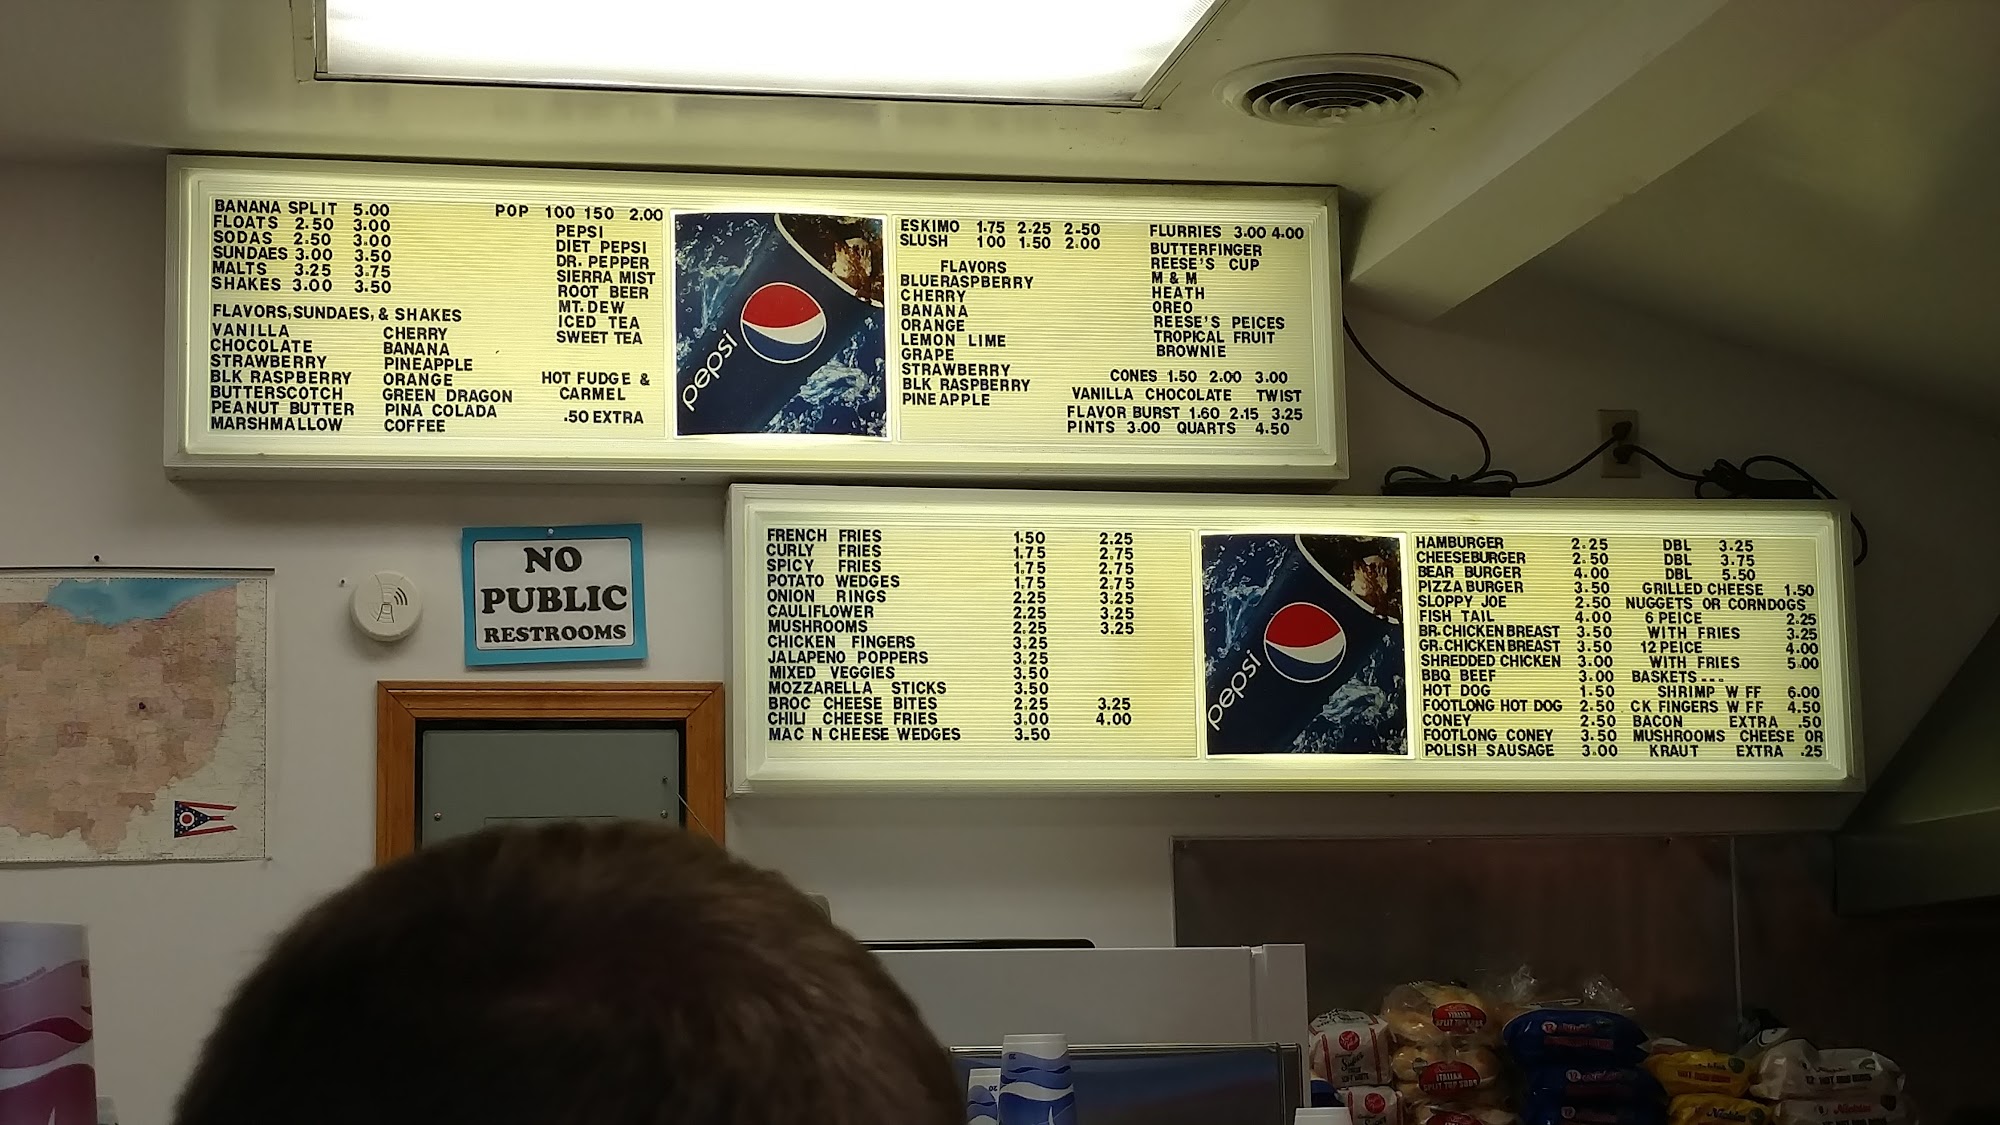 BANANA SPLIT 5.00
FLOATS 2.50 3.00
SODAS 2.50 3.00
SUNDAES 3.00 3.50
MALTS 3.25 3.75
SHAKES 3.00 3.50
FLAVORS, SUNDAES, & SHAKES
VANILLA CHERRY
CHOCOLATE BANANA
STRAWBERRY PINEAPPLE
BLK RASPBERRY ORANGE
BUTTERSCOTCH GREEN DRAGON
PEANUT BUTTER PINA COLADA
MARSHMALLOW COFFEE
POP 100 150 2.00
PEPSI
DIET PEPSI
DR. PEPPER
SIERRA MIST
ROOT BEER
MT. DEW
ICED TEA
SWEET TEA
HOT FUDGE &
CARMEL
.50 EXTRA
pepsi
ESKIMO 1.75 2.25 2.50
SLUSH 100 1.50 2.00
FLAVORS
BLUERASPBERRY
CHERRY
BANANA
ORANGE
LEMON LIME
GRAPE
STRAWBERRY
BLK RASPBERRY
PINEAPPLE
FLURRIES 3.00 4.00
BUTTERFINGER
REESE'S CUP
M & M
HEATH
OREO
REESE'S PEICES
TROPICAL FRUIT
BROWNIE
CONES 1.50 2.00 3.00
VANILLA CHOCOLATE TWIST
FLAVOR BURST 1.60 2.15 3.25
PINTS 3.00 QUARTS 4.50
NO
PUBLIC
RESTROOMS
FRENCH FRIES 1.50 2.25
CURLY FRIES 1.75 2.75
SPICY FRIES 1.75 2.75
POTATO WEDGES 1.75 2.75
ONION RINGS 2.25 3.25
CAULIFLOWER 2.25 3.25
MUSHROOMS 2.25 3.25
CHICKEN FINGERS 3.25
JALAPENO POPPERS 3.25
MIXED VEGGIES 3.50
MOZZARELLA STICKS 3.50
BROC CHEESE BITES 2.25 3.25
CHILI CHEESE FRIES 3.00 4.00
MAC N CHEESE WEDGES 3.50
pepsi
HAMBURGER 2.25 DBL 3.25
CHEESEBURGER 2.50 DBL 3.75
BEAR BURGER 4.00 DBL 5.50
PIZZA BURGER 3.50 GRILLED CHEESE 1.50
SLOPPY JOE 2.50 NUGGETS OR CORNDOGS
FISH TAIL 4.00 6 PEICE 2.25
BR.CHICKEN BREAST 3.50 WITH FRIES 3.25
GR.CHICKEN BREAST 3.50 12 PEICE 4.00
SHREDDED CHICKEN 3.00 WITH FRIES 5.00
BBQ BEEF 3.00 BASKETS...
HOT DOG 1.50 SHRIMP W FF 6.00
FOOTLONG HOT DOG 2.50 CK FINGERS W FF 4.50
CONEY 2.50 BACON EXTRA .50
FOOTLONG CONEY 3.50 MUSHROOMS CHEESE OR
POLISH SAUSAGE 3.00 KRAUT EXTRA .25